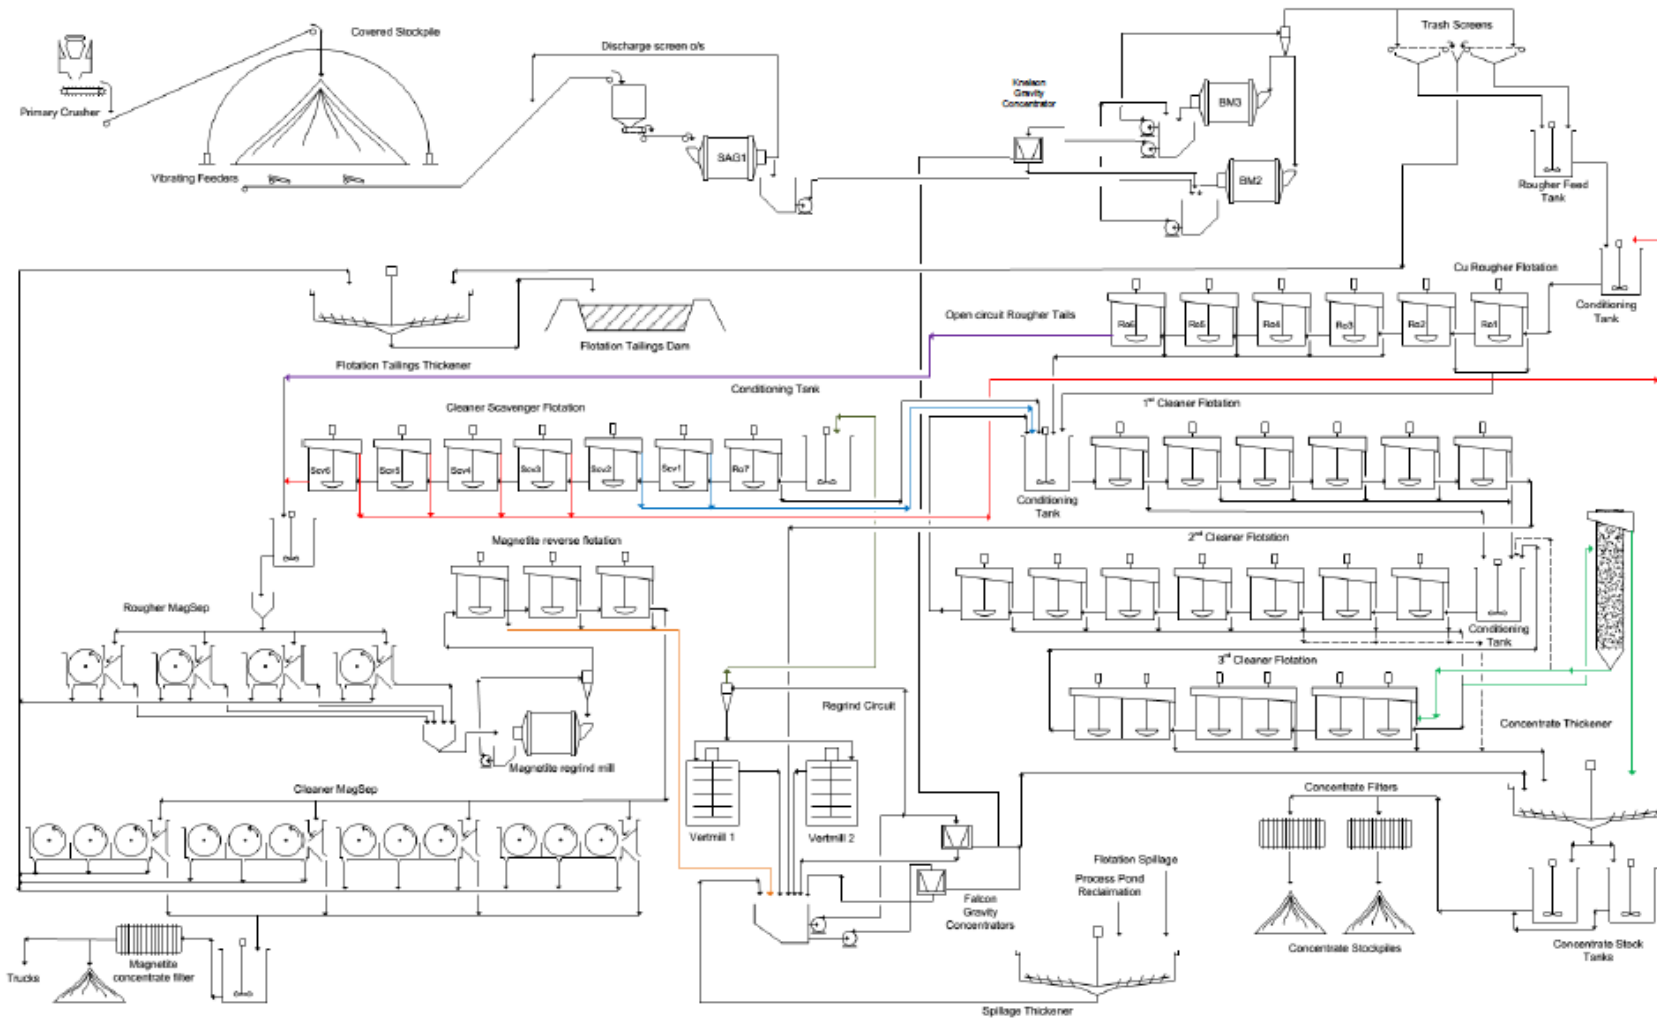 Covered Stockpile
Trash Screens
Discharge screen o/s
Knelson
Gravity
Concentrator
Primary Crusher
BM3
SAG1
BM2
Vibrating Feeders
Rougher Feed
Tank
Cu Rougher Flotation
Conditioning
Tank
Open circuit Rougher Tails
Ro6
Ro5
Ro4
Ro3
Ro2
Ro1
Flotation Tailings Dam
Flotation Tailings Thickener
Conditioning Tank
Cleaner Scavenger Flotation
1st Cleaner Flotation
Scv6
Scv5
Scv4
Scv3
Scv2
Scv1
Ro7
Conditioning
Tank
Magnetite reverse flotation
2nd Cleaner Flotation
Rougher MagSep
Conditioning
Tank
3rd Cleaner Flotation
Regrind Circuit
Concentrate Thickener
Magnetite regrind mill
Cleaner MagSep
Concentrate Filters
Vertmill 1
Vertmill 2
Flotation Spillage
Process Pond
Reclaimation
Falcon
Gravity
Concentrators
Concentrate Stockpiles
Concentrate Stock
Tanks
Trucks
Magnetite
concentrate filter
Spillage Thickener